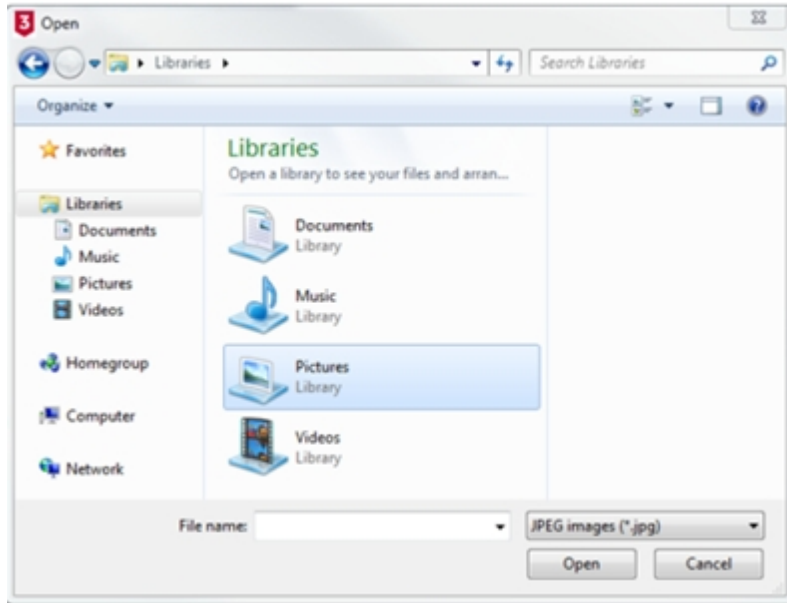 3 Open
Libraries
Search Libraries
Organize
Favorites
Libraries
Documents
Music
Pictures
Videos
Homegroup
Computer
Network
Libraries
Open a library to see your files and arran...
Documents
Library
Music
Library
Pictures
Library
Videos
Library
File name:
JPEG images (*.jpg)
Open
Cancel